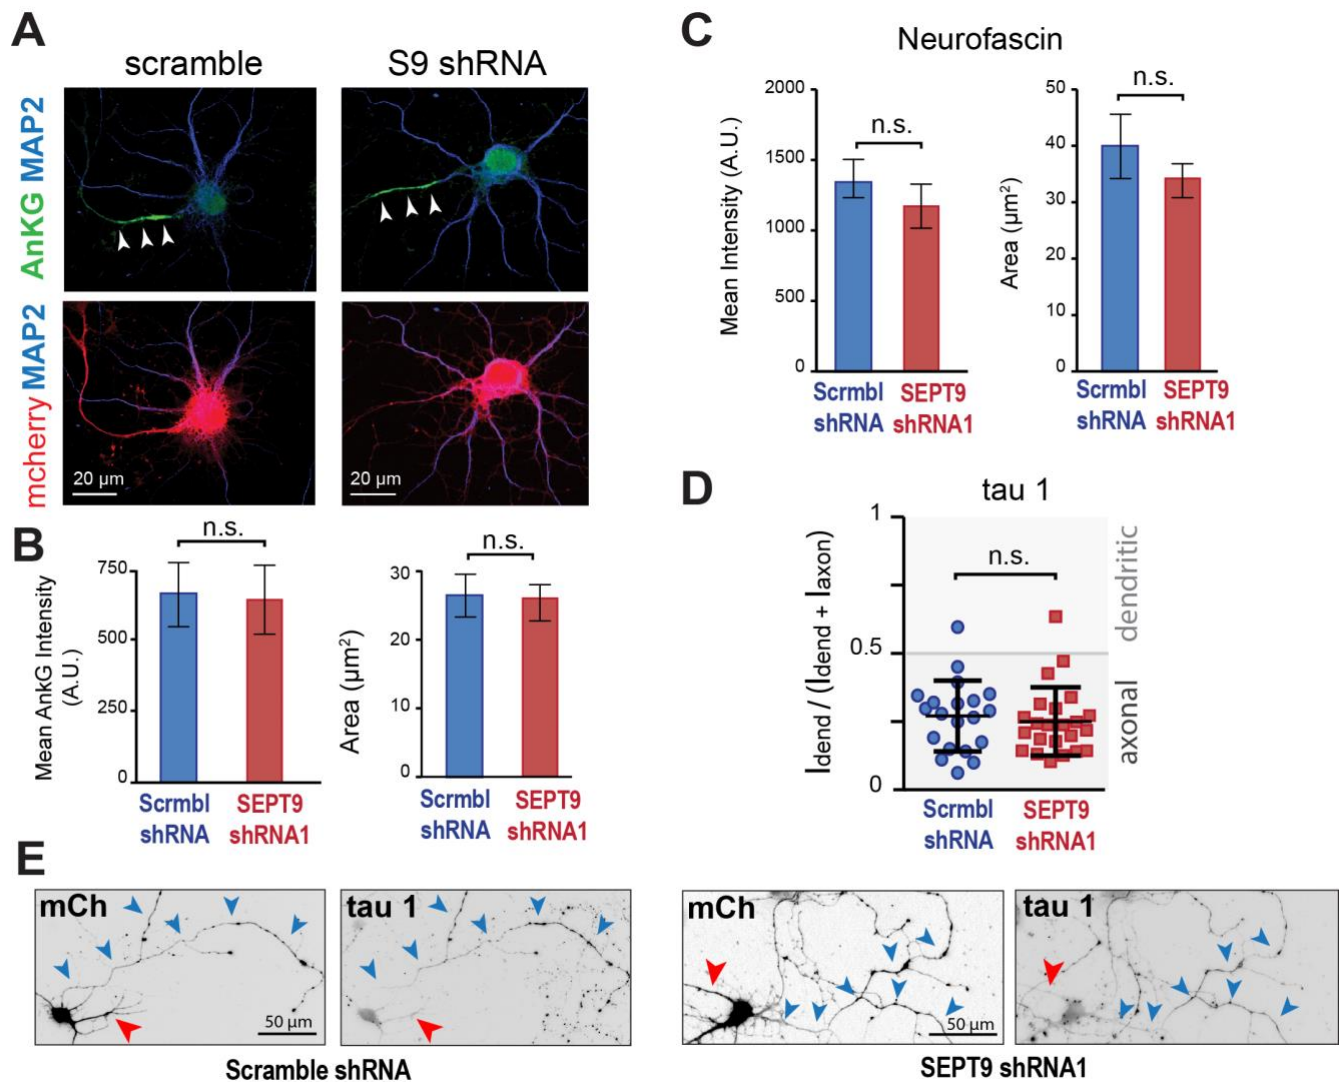 A
scramble
S9 shRNA
AnKG MAP2
mcherry MAP2
20 µm
20 µm
B
n.s.
Mean AnkG Intensity
(A.U.)
750
500
250
0
Scrmbl
shRNA
SEPT9
shRNA1
n.s.
Area (µm²)
30
20
10
0
Scrmbl
shRNA
SEPT9
shRNA1
C
Neurofascin
n.s.
Mean Intensity (A.U.)
2000
1500
1000
500
0
Scrmbl
shRNA
SEPT9
shRNA1
n.s.
Area (µm²)
50
40
30
20
10
0
Scrmbl
shRNA
SEPT9
shRNA1
D
tau 1
n.s.
Idend / (Idend + Iaxon)
1
0.5
0
dendritic
axonal
Scrmbl
shRNA
SEPT9
shRNA1
E
mCh
50 µm
tau 1
Scramble shRNA
mCh
50 µm
tau 1
SEPT9 shRNA1